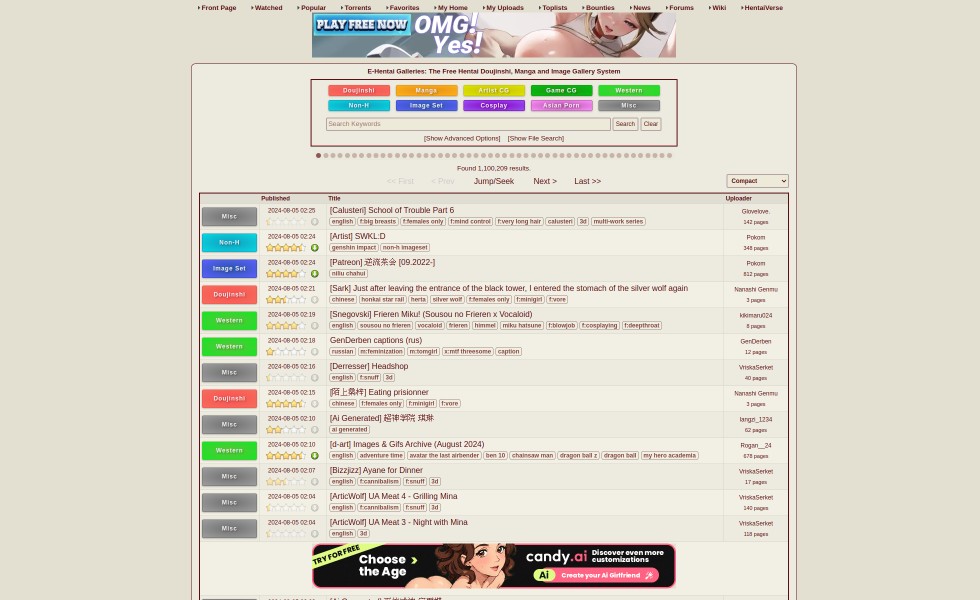 Front Page Watched Popular Torrents Favorites My Home My Uploads Toplists Bounties News Forums Wiki HentaiVerse
PLAY FREE NOW OMG!
Yes!
E-Hentai Galleries: The Free Hentai Doujinshi, Manga and Image Gallery System
Doujinshi Manga Artist CG Game CG Western
Non-H Image Set Cosplay Asian Porn Misc
Search Keywords Search Clear
[Show Advanced Options] [Show File Search]
Found 1,100,209 results.
<< First < Prev Jump/Seek Next > Last >> Compact
Published Title Uploader
Misc 2024-08-05 02:25 [Calusteri] School of Trouble Part 6 Glovelove.
english f:big breasts f:females only f:mind control f:very long hair calusteri 3d multi-work series 142 pages
Non-H 2024-08-05 02:24 [Artist] SWKL:D Pokom
genshin impact non-h imageset 348 pages
Image Set 2024-08-05 02:24 [Patreon] 逆流茶会 [09.2022-] Pokom
niliu chahui 812 pages
Doujinshi 2024-08-05 02:21 [Sark] Just after leaving the entrance of the black tower, I entered the stomach of the silver wolf again Nanashi Genmu
chinese honkai star rail herta silver wolf f:females only f:minigirl f:vore 3 pages
Western 2024-08-05 02:19 [Snegovski] Frieren Miku! (Sousou no Frieren x Vocaloid) kikimaru024
english sousou no frieren vocaloid frieren himmel miku hatsune f:blowjob f:cosplaying f:deepthroat 8 pages
Western 2024-08-05 02:18 GenDerben captions (rus) GenDerben
russian m:feminization m:tomgirl x:mtf threesome caption 12 pages
Misc 2024-08-05 02:16 [Derresser] Headshop VriskaSerket
english f:snuff 3d 40 pages
Doujinshi 2024-08-05 02:15 [陌上桑梓] Eating prisionner Nanashi Genmu
chinese f:females only f:minigirl f:vore 3 pages
Misc 2024-08-05 02:10 [Ai Generated] 超神学院 琪琳 langzi_1234
ai generated 62 pages
Western 2024-08-05 02:10 [d-art] Images & Gifs Archive (August 2024) Rogan__24
english adventure time avatar the last airbender ben 10 chainsaw man dragon ball z dragon ball my hero academia 678 pages
Misc 2024-08-05 02:07 [Bizzjizz] Ayane for Dinner VriskaSerket
english f:cannibalism f:snuff 3d 17 pages
Misc 2024-08-05 02:04 [ArticWolf] UA Meat 4 - Grilling Mina VriskaSerket
english f:cannibalism f:snuff 3d 140 pages
Misc 2024-08-05 02:04 [ArticWolf] UA Meat 3 - Night with Mina VriskaSerket
english 3d 118 pages
TRY FOR FREE Choose the Age candy.ai Discover even more customizations
Ai Create your AI Girlfriend